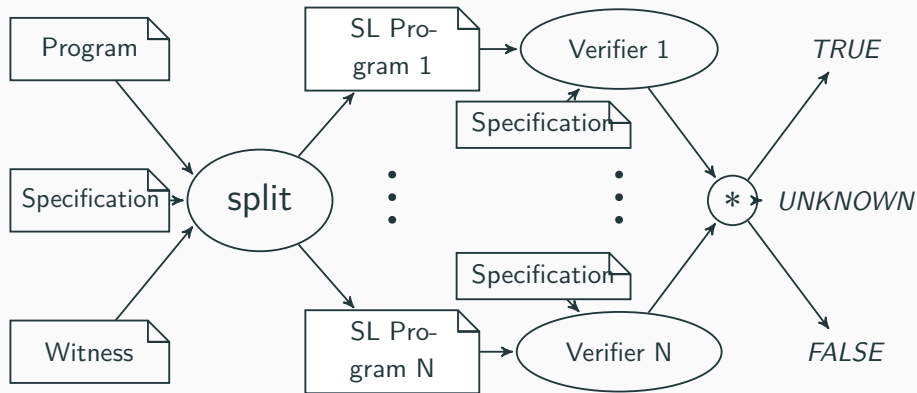 Program
Specification
Witness
split
SL Pro-
gram 1
Specification
Verifier 1
Specification
SL Pro-
gram N
Verifier N
*
TRUE
UNKNOWN
FALSE